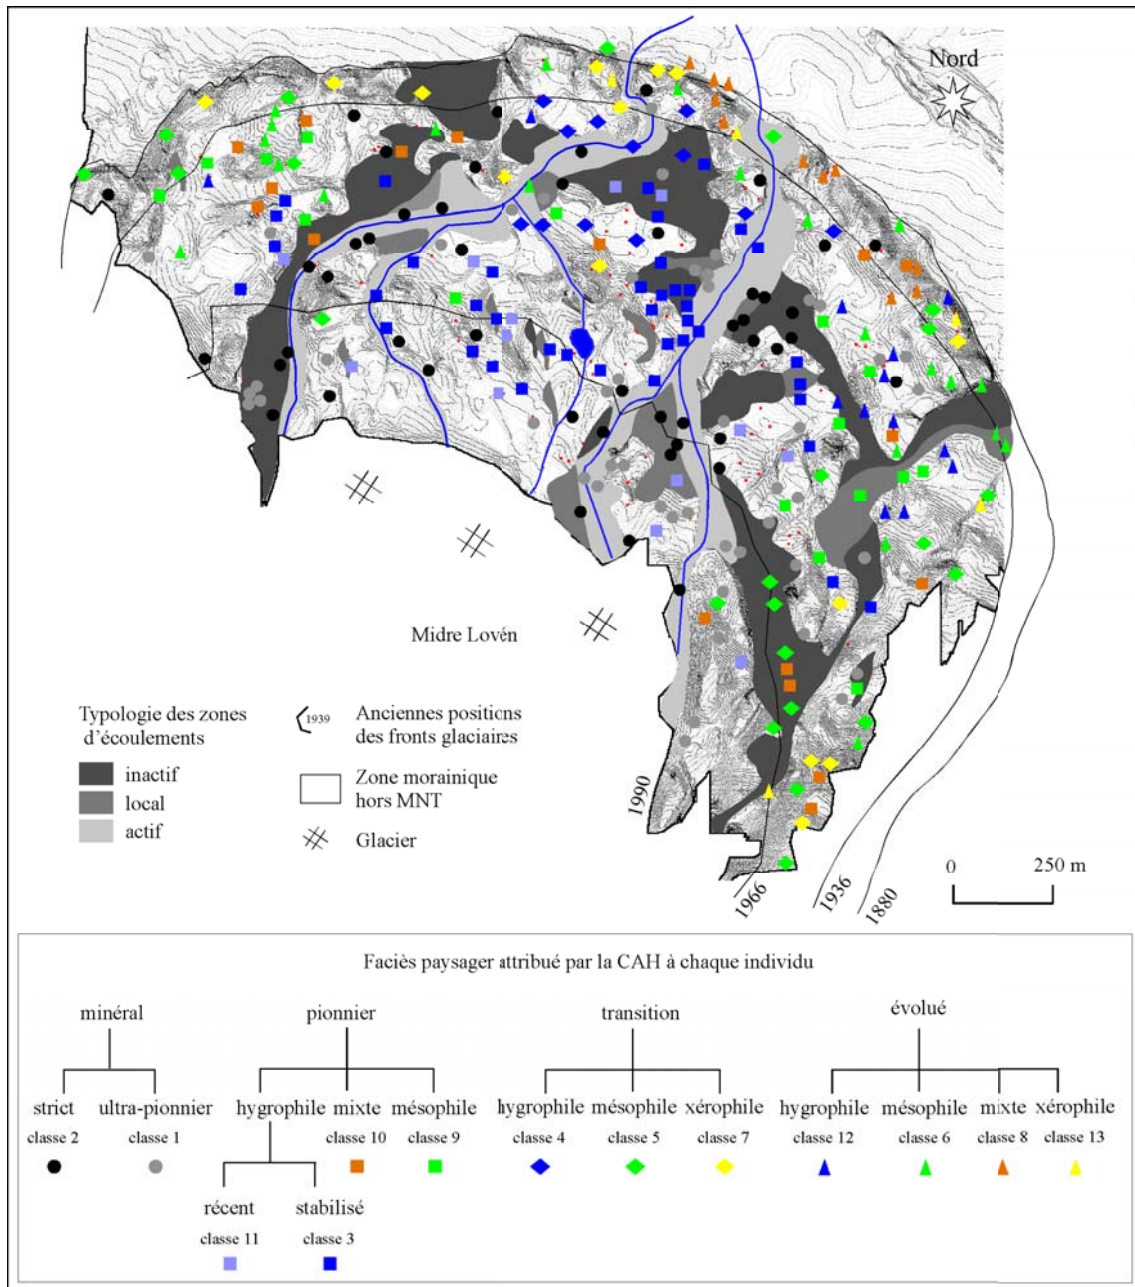 Nord
Midre Lovén
Typologie des zones
d'écoulements
inactif
local
actif
1939
Anciennes positions
des fronts glaciaires
Zone morainique
hors MNT
Glacier
1990
1966
1936
1880
0 250 m
Faciès paysager attribué par la CAH à chaque individu
minéral pionnier transition évolué
strict ultra-pionnier hygrophile mixte mésophile hygrophile mésophile xérophile hygrophile mésophile mixte xérophile
classe 2 classe 1 classe 10 classe 9 classe 4 classe 5 classe 7 classe 12 classe 6 classe 8 classe 13
récent stabilisé
classe 11 classe 3